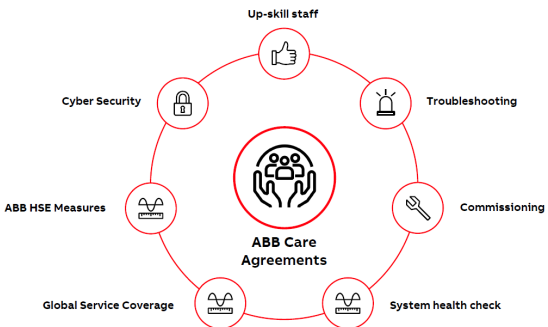 Up-skill staff
Cyber Security
Troubleshooting
ABB HSE Measures
Commissioning
ABB Care
Agreements
Global Service Coverage
System health check